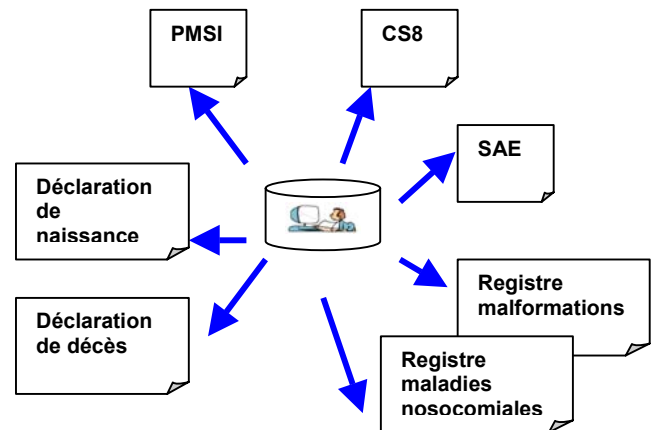 PMSI
CS8
SAE
Déclaration
de
naissance
Registre
malformations
Déclaration
de décès
Registre
maladies
nosocomiales